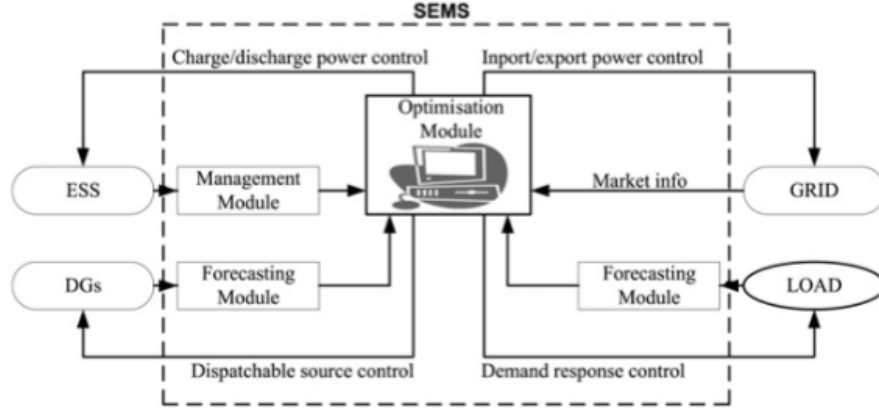 SEMS
Charge/discharge power control
Inport/export power control
Optimisation
Module
ESS
Management
Module
Market info
GRID
DGs
Forecasting
Module
Forecasting
Module
LOAD
Dispatchable source control
Demand response control